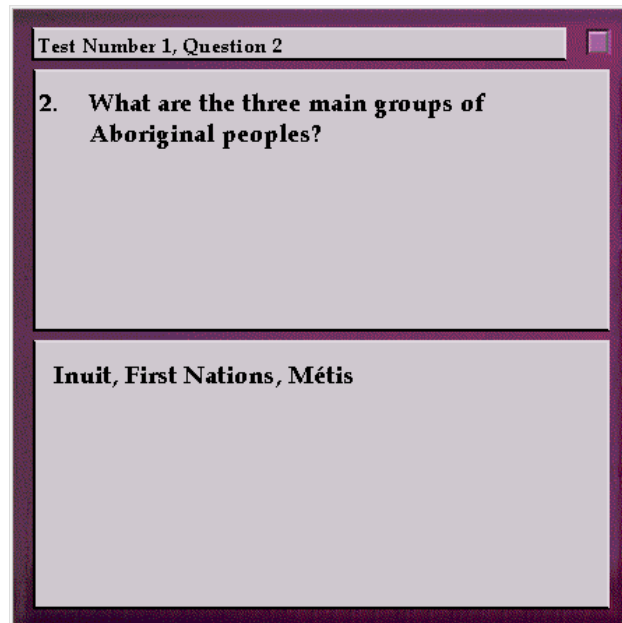 Test Number 1, Question 2
2. What are the three main groups of
Aboriginal peoples?
Inuit, First Nations, Métis